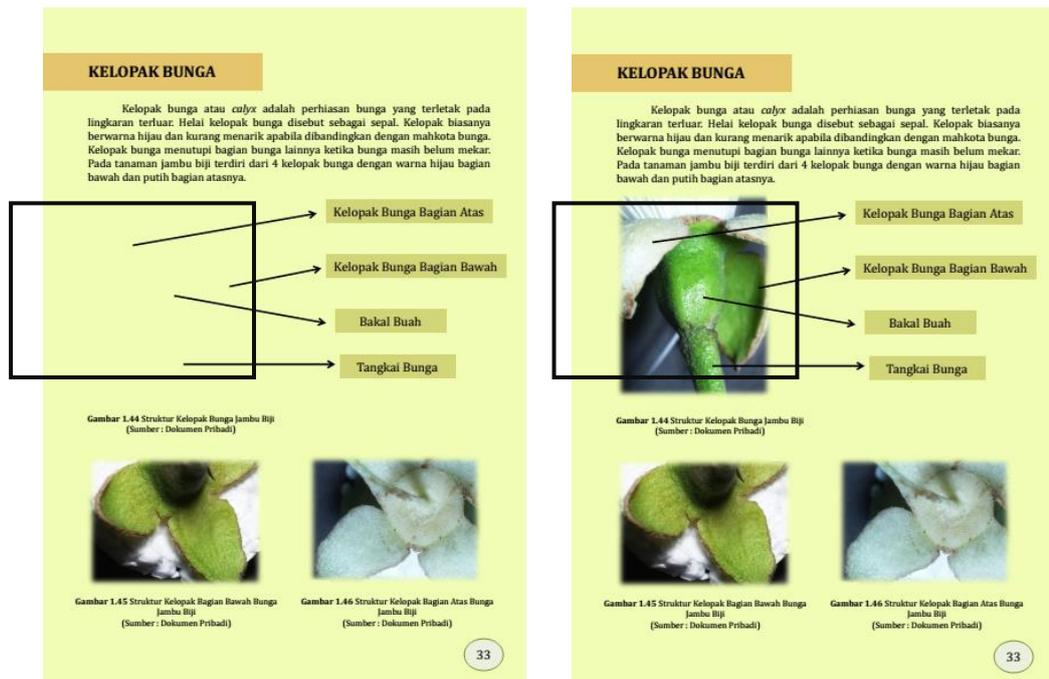 KELOPAK BUNGA
Kelopak bunga atau calyx adalah perhiasan bunga yang terletak pada
lingkaran terluar. Helai kelopak bunga disebut sebagai sepal. Kelopak biasanya
berwarna hijau dan kurang menarik apabila dibandingkan dengan mahkota bunga.
Kelopak bunga menutupi bagian bunga lainnya ketika bunga masih belum mekar.
Pada tanaman jambu biji terdiri dari 4 kelopak bunga dengan warna hijau bagian
bawah dan putih bagian atasnya.
Kelopak Bunga Bagian Atas
Kelopak Bunga Bagian Bawah
Bakal Buah
Tangkai Bunga
Gambar 1.44 Struktur Kelopak Bunga Jambu Biji
(Sumber : Dokumen Pribadi)
Gambar 1.45 Struktur Kelopak Bagian Bawah Bunga
Jambu Biji
(Sumber : Dokumen Pribadi)
Gambar 1.46 Struktur Kelopak Bagian Atas Bunga
Jambu Biji
(Sumber : Dokumen Pribadi)
33
KELOPAK BUNGA
Kelopak bunga atau calyx adalah perhiasan bunga yang terletak pada
lingkaran terluar. Helai kelopak bunga disebut sebagai sepal. Kelopak biasanya
berwarna hijau dan kurang menarik apabila dibandingkan dengan mahkota bunga.
Kelopak bunga menutupi bagian bunga lainnya ketika bunga masih belum mekar.
Pada tanaman jambu biji terdiri dari 4 kelopak bunga dengan warna hijau bagian
bawah dan putih bagian atasnya.
Kelopak Bunga Bagian Atas
Kelopak Bunga Bagian Bawah
Bakal Buah
Tangkai Bunga
Gambar 1.44 Struktur Kelopak Bunga Jambu Biji
(Sumber : Dokumen Pribadi)
Gambar 1.45 Struktur Kelopak Bagian Bawah Bunga
Jambu Biji
(Sumber : Dokumen Pribadi)
Gambar 1.46 Struktur Kelopak Bagian Atas Bunga
Jambu Biji
(Sumber : Dokumen Pribadi)
33